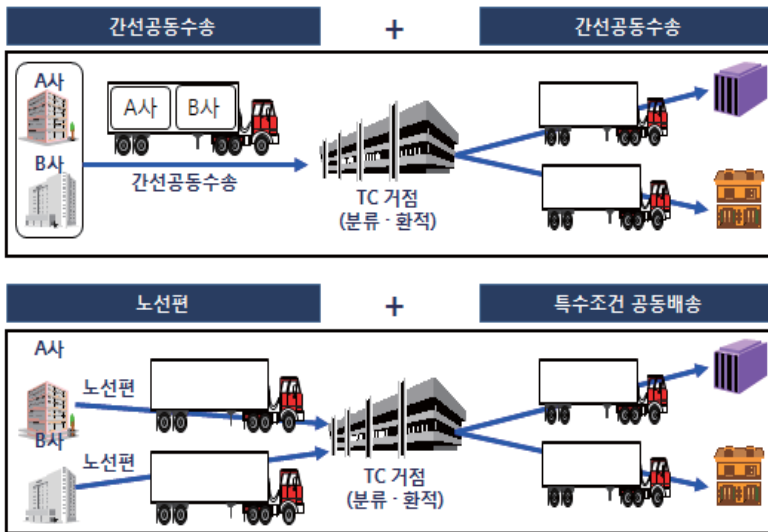 간선공동수송
+
간선공동수송
A사
A사
B사
B사
간선공동수송
TC 거점
(분류 · 환적)
노선편
+
특수조건 공동배송
A사
노선편
B사
노선편
TC 거점
(분류 · 환적)